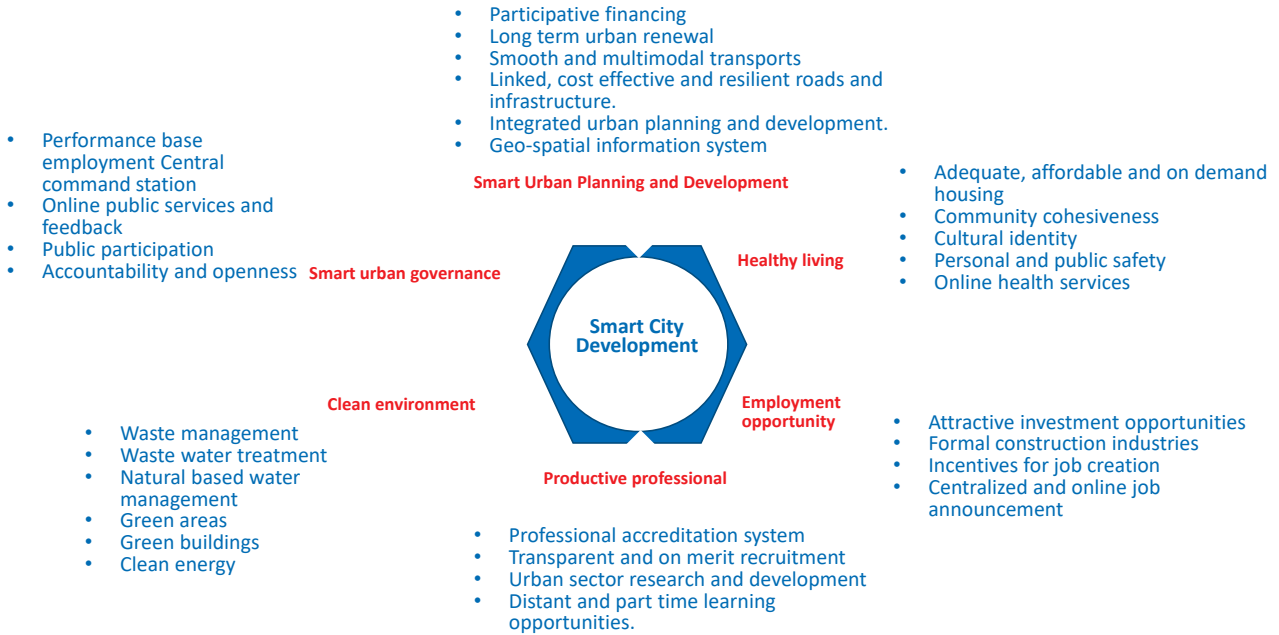 • Participative financing
• Long term urban renewal
• Smooth and multimodal transports
• Linked, cost effective and resilient roads and
infrastructure.
• Integrated urban planning and development.
• Geo-spatial information system
Smart Urban Planning and Development
• Performance base
employment Central
command station
• Online public services and
feedback
• Public participation
• Accountability and openness
Smart urban governance
Healthy living
• Adequate, affordable and on demand
housing
• Community cohesiveness
• Cultural identity
• Personal and public safety
• Online health services
Smart City
Development
Clean environment
• Waste management
• Waste water treatment
• Natural based water
management
• Green areas
• Green buildings
• Clean energy
Employment
opportunity
• Attractive investment opportunities
• Formal construction industries
• Incentives for job creation
• Centralized and online job
announcement
Productive professional
• Professional accreditation system
• Transparent and on merit recruitment
• Urban sector research and development
• Distant and part time learning
opportunities.